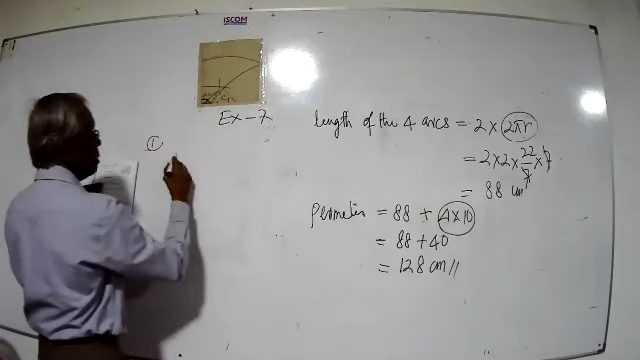 iSCOM
Ex - 7
①
length of the 4 arcs = 2 × 2πr
= 2 × 2 × 22/7 × 7
= 88 cm
Perimeter = 88 + 4 × 10
= 88 + 40
= 128 cm //